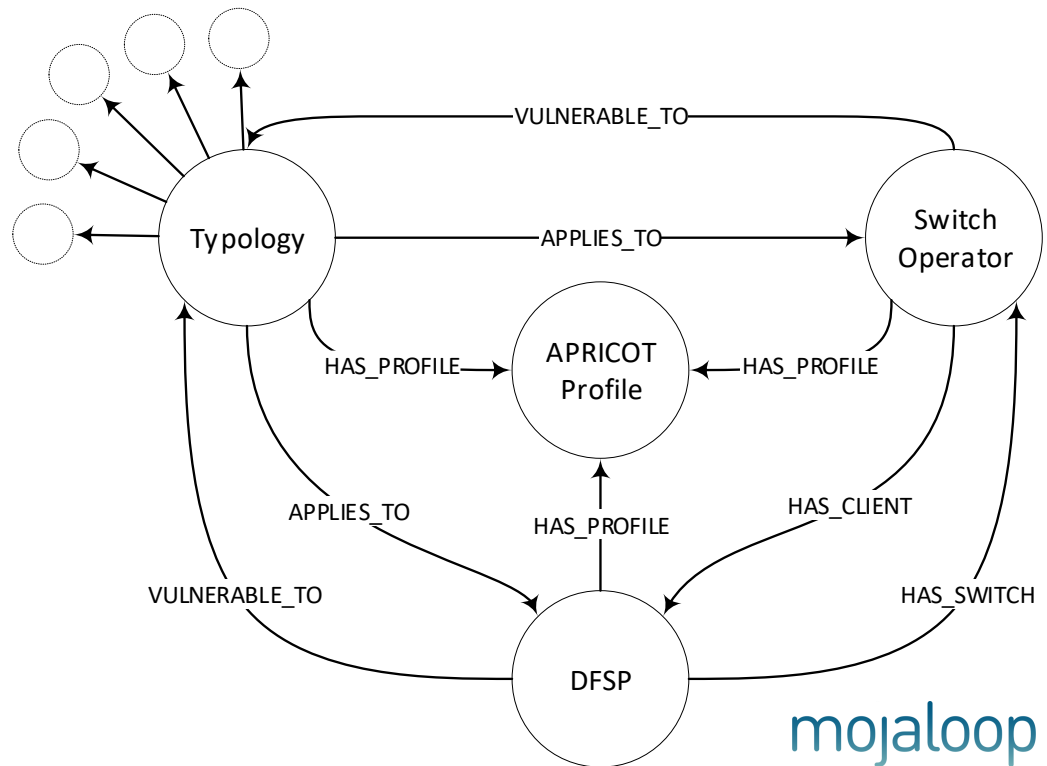 VULNERABLE_TO
Typology
APPLIES_TO
Switch
Operator
APRICOT
Profile
HAS_PROFILE
HAS_PROFILE
APPLIES_TO
HAS_PROFILE
HAS_CLIENT
VULNERABLE_TO
HAS_SWITCH
DFSP
mojaloop